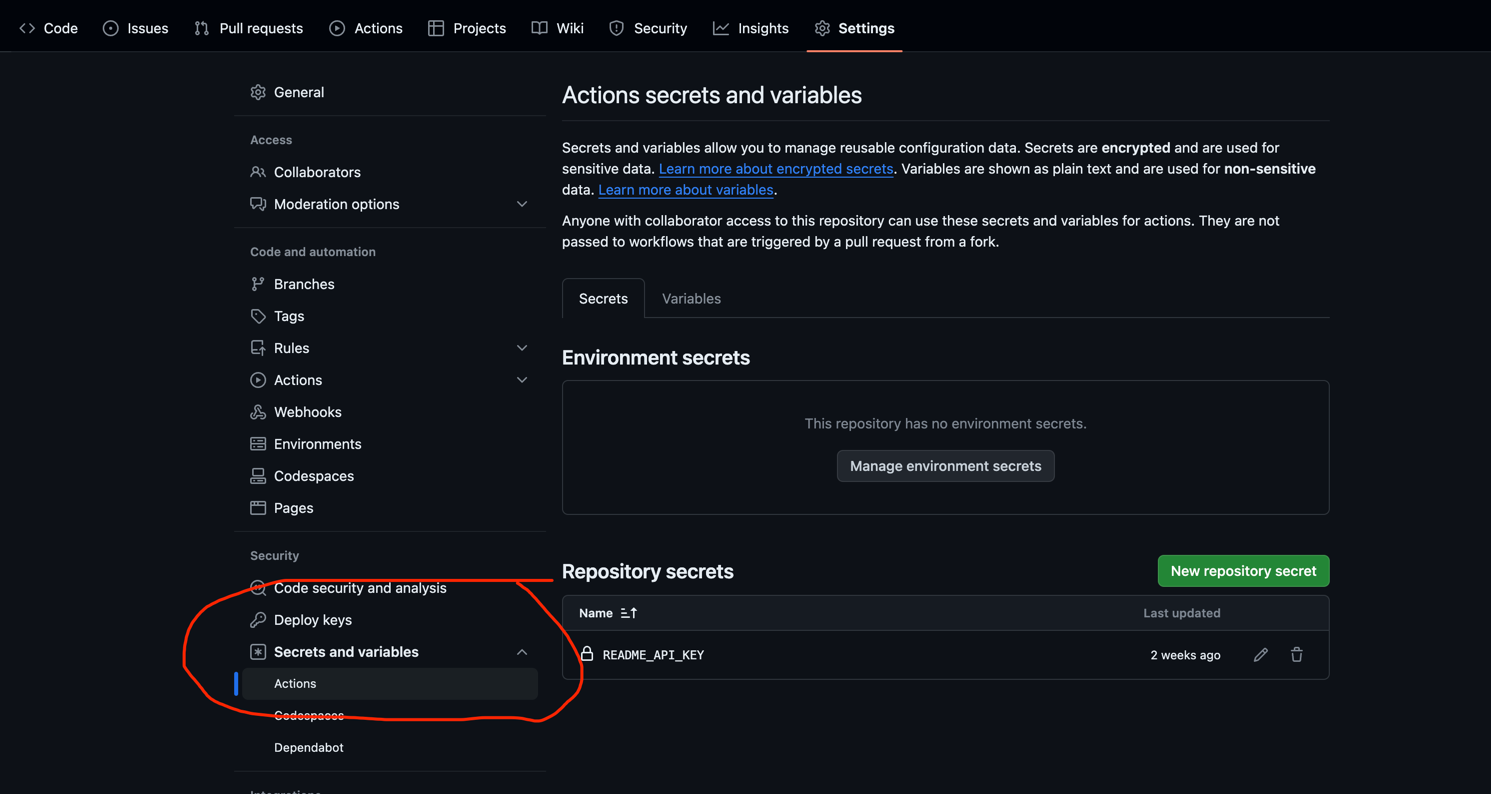 Code Issues Pull requests Actions Projects Wiki Security Insights Settings
General
Access
Collaborators
Moderation options
Code and automation
Branches
Tags
Rules
Actions
Webhooks
Environments
Codespaces
Pages
Security
Code security and analysis
Deploy keys
Secrets and variables
Actions
Codespaces
Dependabot
Integrations
Actions secrets and variables
Secrets and variables allow you to manage reusable configuration data. Secrets are encrypted and are used for
sensitive data. Learn more about encrypted secrets. Variables are shown as plain text and are used for non-sensitive
data. Learn more about variables.
Anyone with collaborator access to this repository can use these secrets and variables for actions. They are not
passed to workflows that are triggered by a pull request from a fork.
Secrets Variables
Environment secrets
This repository has no environment secrets.
Manage environment secrets
Repository secrets New repository secret
Name Last updated
README_API_KEY 2 weeks ago